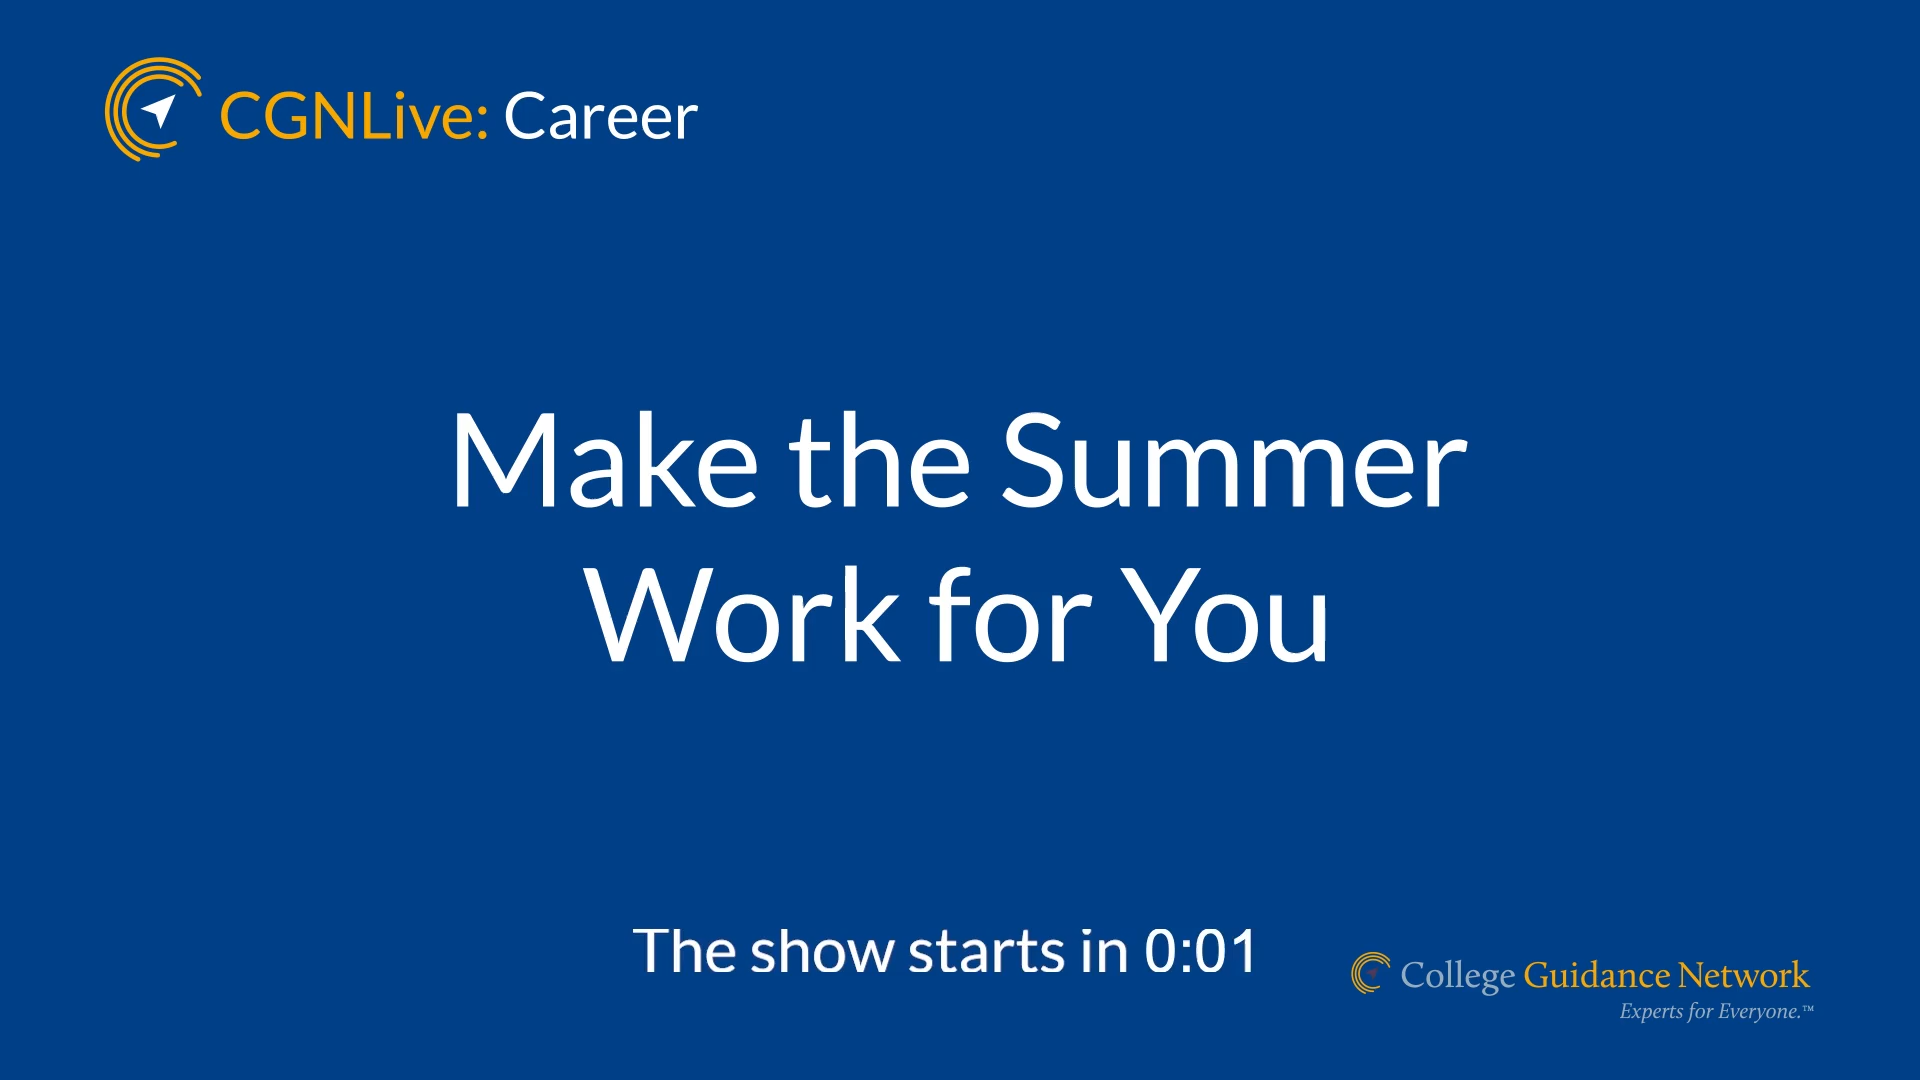 CGNLive: Career
Make the Summer
Work for You
The show starts in 0:01
College Guidance Network
Experts for Everyone.™